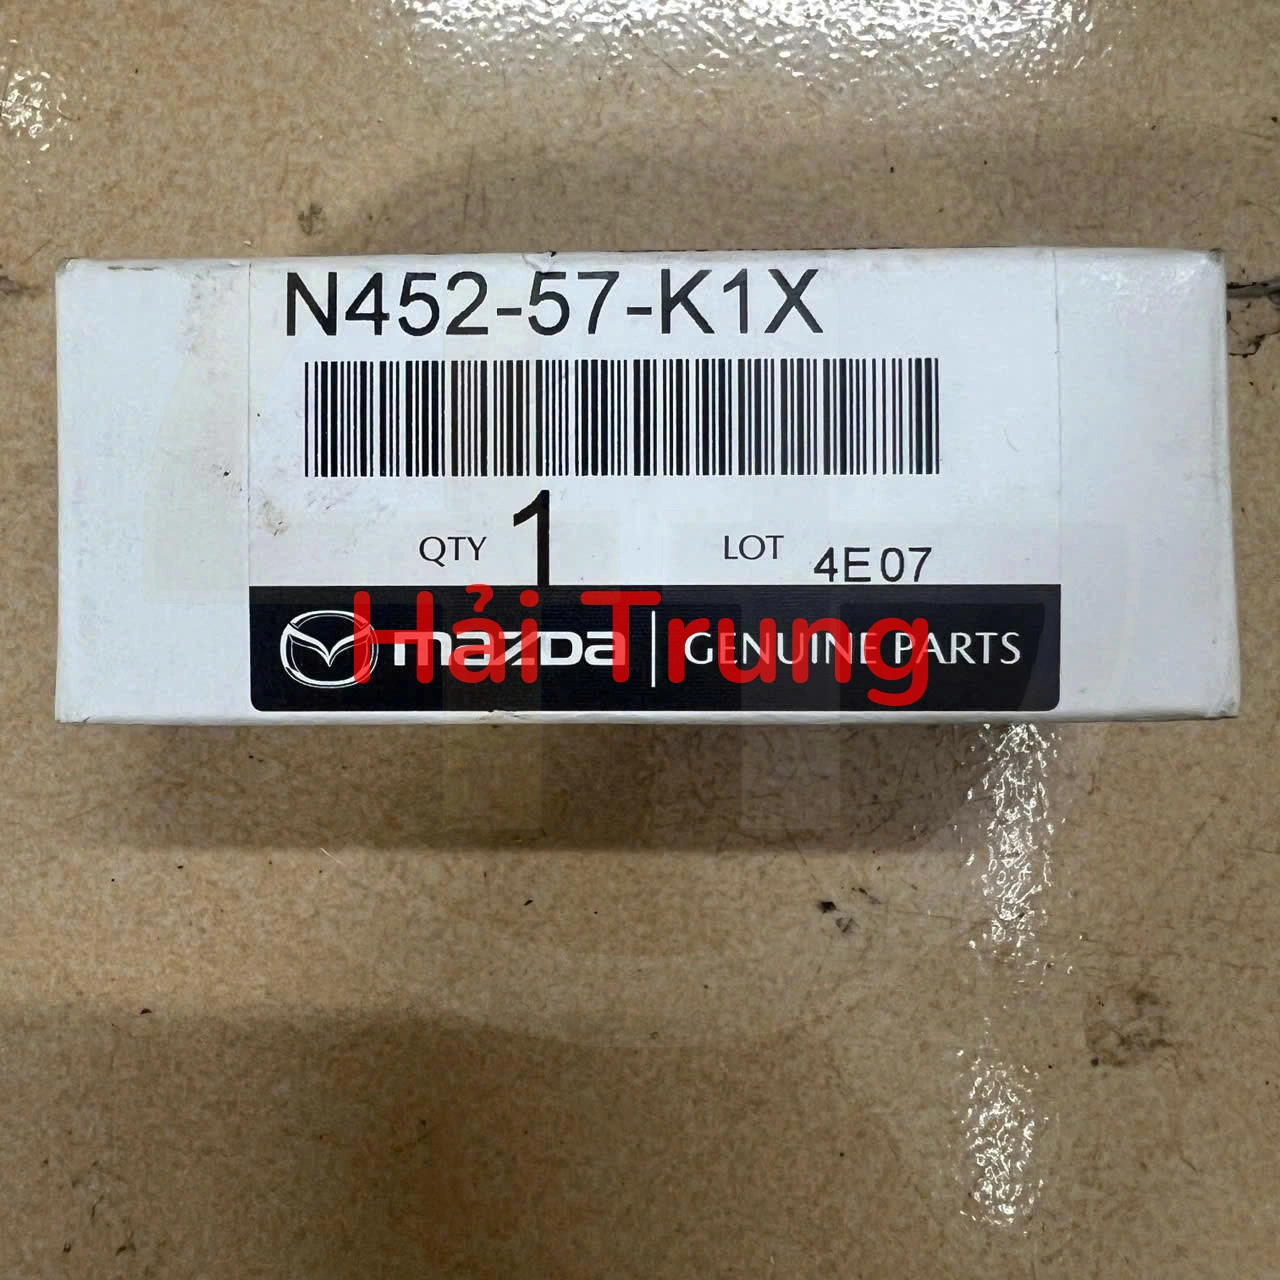 N452-57-K1X
QTY 1 LOT 4E07
mazda GENUINE PARTS
Hải Trung